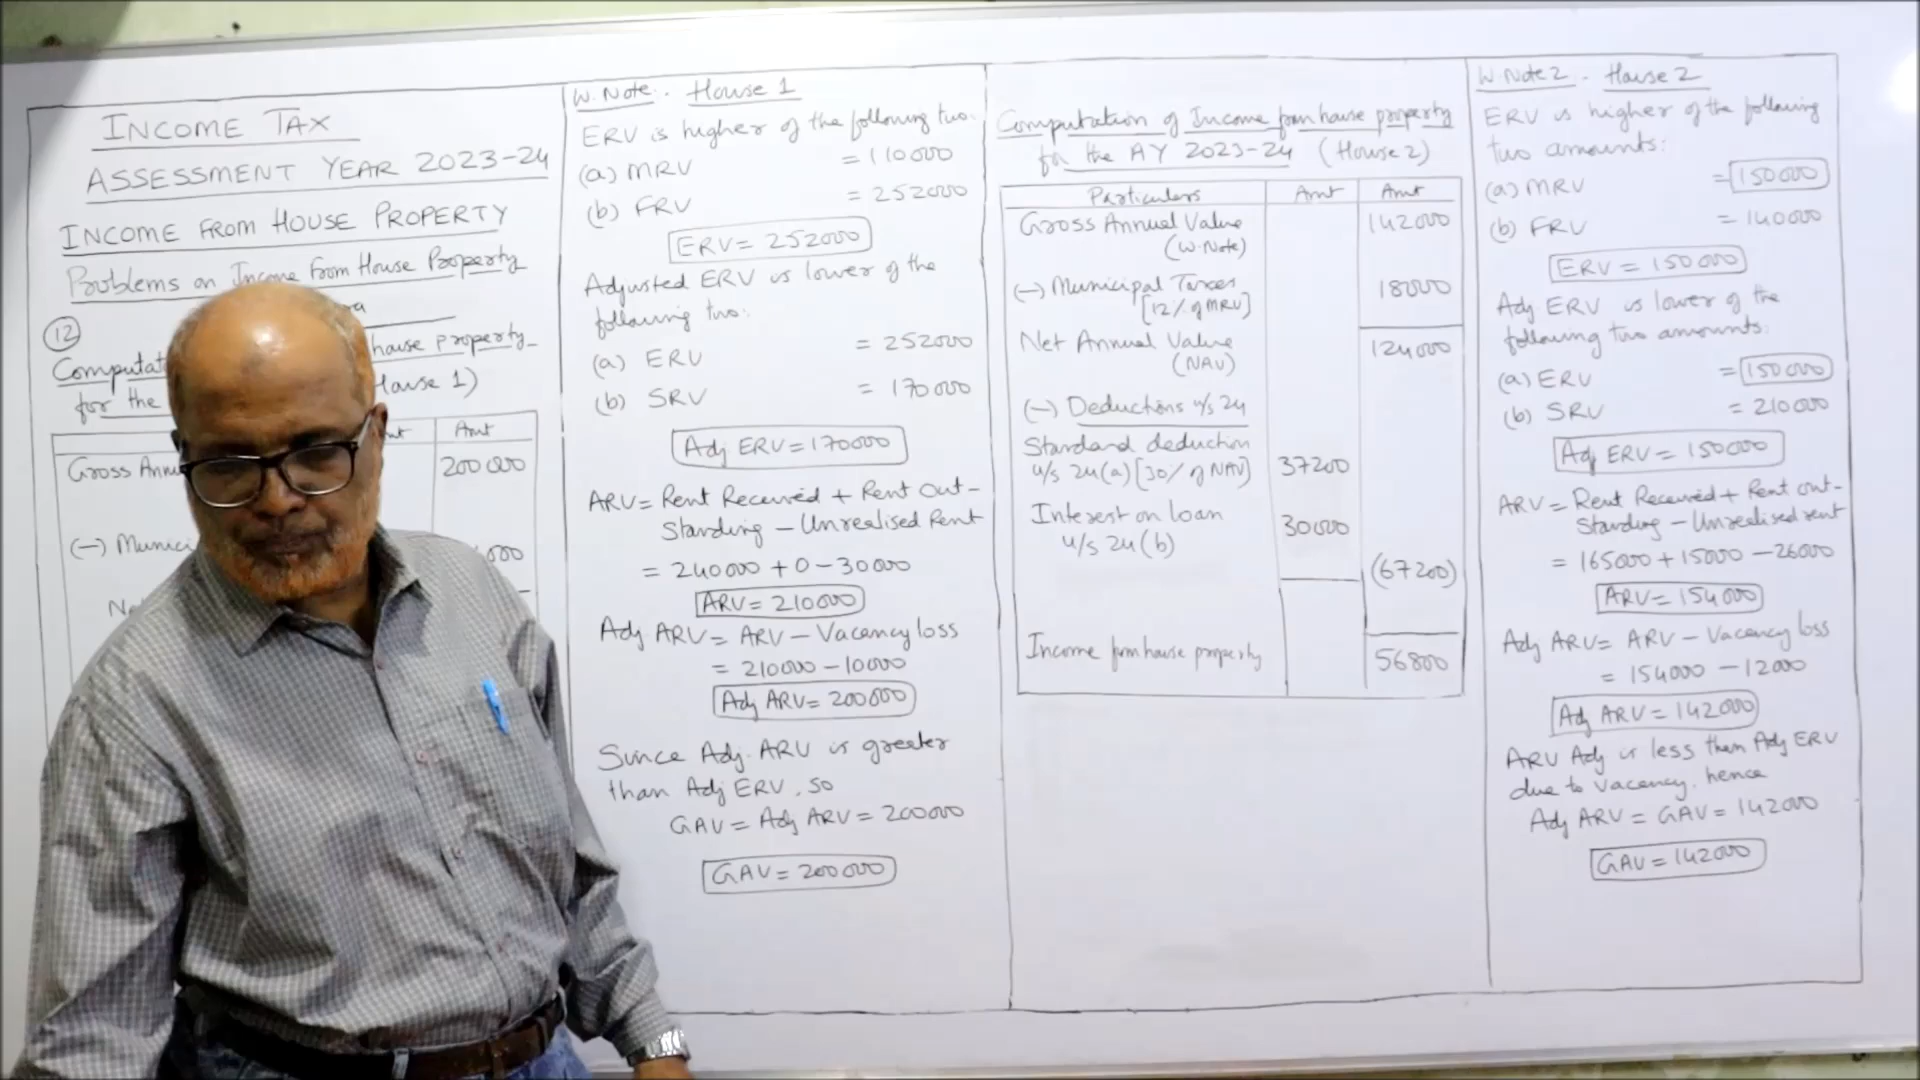 INCOME TAX
ASSESSMENT YEAR 2023-24
INCOME FROM HOUSE PROPERTY
Problems on Income from House Property
12
house property
for the
1)
Amt
Gross
200000
(-)
W. Note. House 1
ERV is higher of the following two.
(a) MRV = 110000
(b) FRV = 252000
ERV = 252000
Adjusted ERV is lower of the
following two:
(a) ERV = 252000
(b) SRV = 170000
Adj ERV = 170000
ARV = Rent Received + Rent Out-
Standing - Unrealised Rent
= 240000 + 0 - 30000
ARV = 210000
Adj ARV = ARV - Vacancy loss
= 210000 - 10000
Adj ARV = 200000
Since Adj. ARV is greater
than Adj ERV, so
GAV = Adj ARV = 200000
GAV = 200000
Computation of Income from house property
for the AY 2023-24 (House 2)
Particulars Amt Amt
Gross Annual Value 142000
(W.Note)
(-) Municipal Taxes 18000
[12% of MRV]
Net Annual Value 124000
(NAV)
(-) Deductions u/s 24
Standard deduction
u/s 24(a) [30% of NAV] 37200
Interest on loan 30000
u/s 24(b)
(67200)
Income from house property 56800
W. Note 2. House 2
ERV is higher of the following
two amounts:
(a) MRV = 150000
(b) FRV = 140000
ERV = 150000
Adj ERV is lower of the
following two amounts:
(a) ERV = 150000
(b) SRV = 210000
Adj ERV = 150000
ARV = Rent Received + Rent out-
Standing - Unrealised rent
= 165000 + 15000 - 26000
ARV = 154000
Adj ARV = ARV - Vacancy loss
= 154000 - 12000
Adj ARV = 142000
ARV Adj is less than Adj ERV
due to vacancy, hence
Adj ARV = GAV = 142000
GAV = 142000